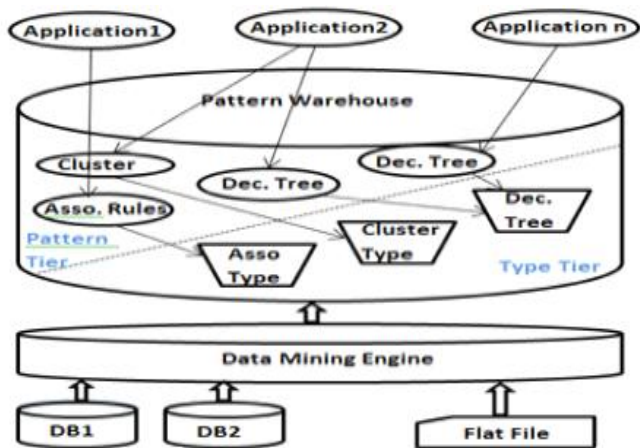 Application1
Application2
Application n
Pattern Warehouse
Cluster
Dec. Tree
Dec. Tree
Asso. Rules
Dec.
Tree
Cluster
Type
Pattern
Tier
Asso
Type
Type Tier
Data Mining Engine
DB1
DB2
Flat File